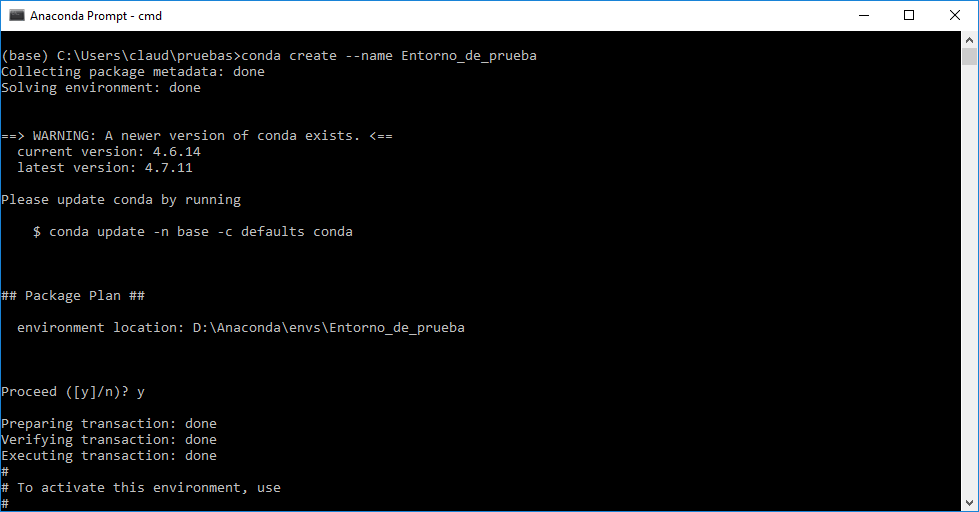 Anaconda Prompt - cmd
(base) C:\Users\claud\pruebas>conda create --name Entorno_de_prueba
Collecting package metadata: done
Solving environment: done
==> WARNING: A newer version of conda exists. <==
  current version: 4.6.14
  latest version: 4.7.11
Please update conda by running
    $ conda update -n base -c defaults conda
## Package Plan ##
  environment location: D:\Anaconda\envs\Entorno_de_prueba
Proceed ([y]/n)? y
Preparing transaction: done
Verifying transaction: done
Executing transaction: done
#
# To activate this environment, use
#